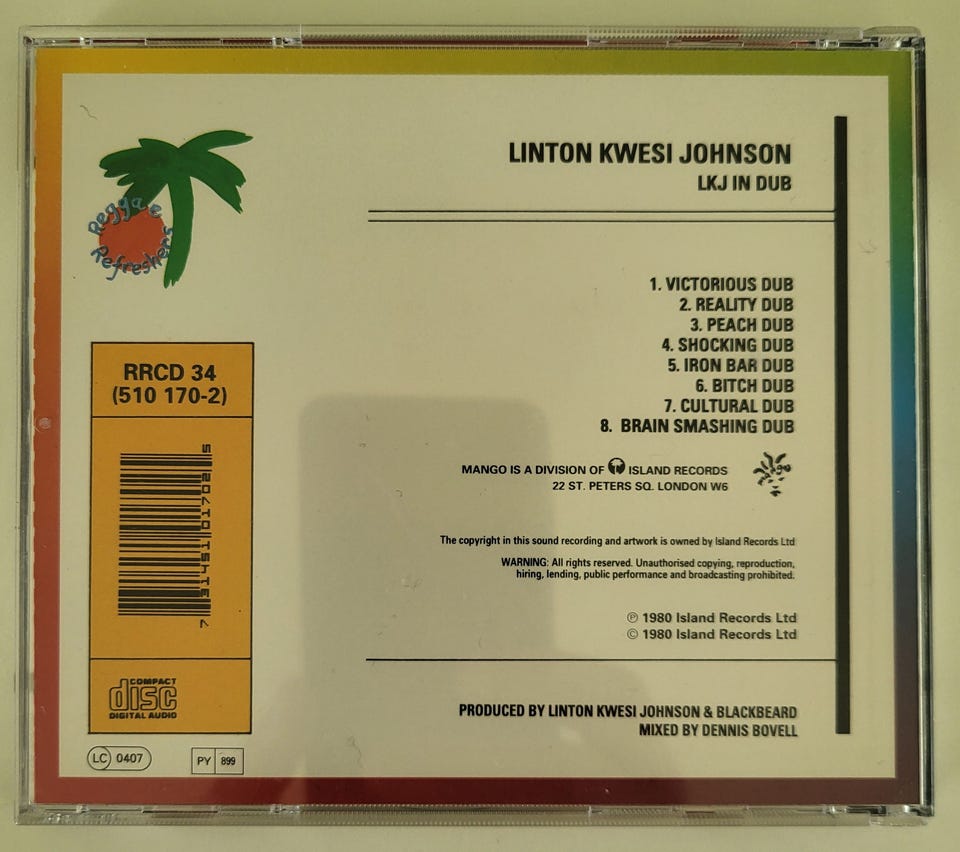 Reggae
Refreshers
LINTON KWESI JOHNSON
LKJ IN DUB
1. VICTORIOUS DUB
2. REALITY DUB
3. PEACH DUB
4. SHOCKING DUB
5. IRON BAR DUB
6. BITCH DUB
7. CULTURAL DUB
8. BRAIN SMASHING DUB
MANGO IS A DIVISION OF ISLAND RECORDS
22 ST. PETERS SQ. LONDON W6
The copyright in this sound recording and artwork is owned by Island Records Ltd
WARNING: All rights reserved. Unauthorised copying, reproduction,
hiring, lending, public performance and broadcasting prohibited.
℗ 1980 Island Records Ltd
© 1980 Island Records Ltd
PRODUCED BY LINTON KWESI JOHNSON & BLACKBEARD
MIXED BY DENNIS BOVELL
RRCD 34
(510 170-2)
COMPACT
disc
DIGITAL AUDIO
LC 0407
PY 899